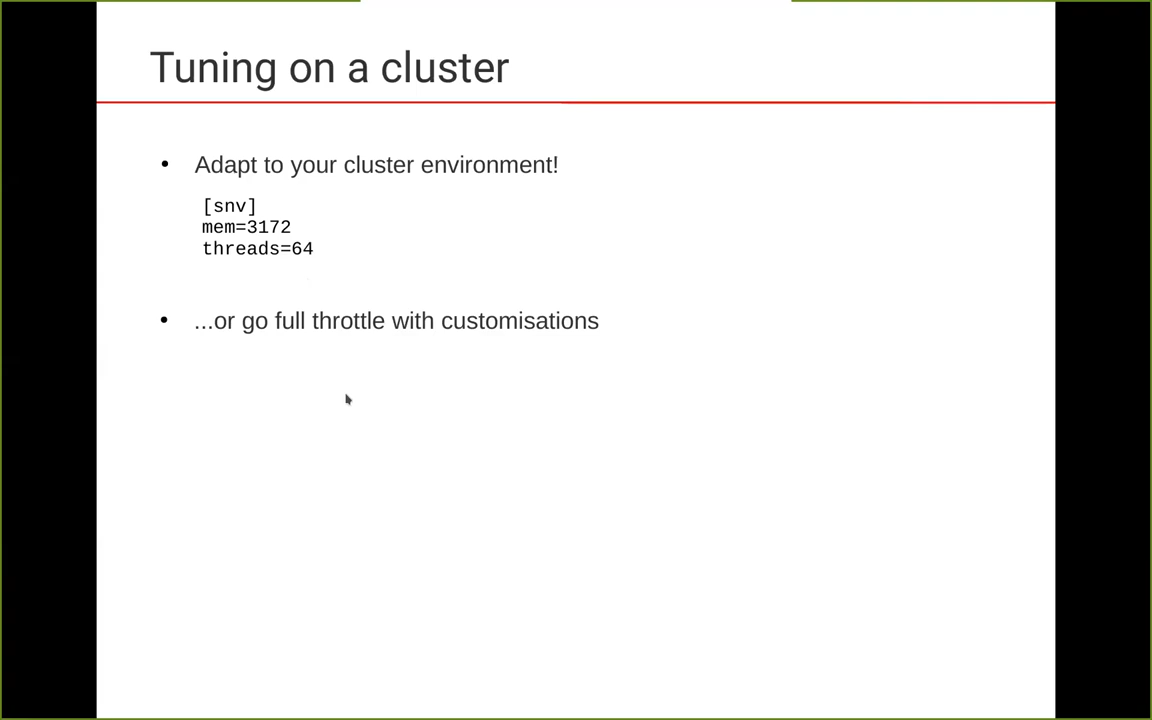 Tuning on a cluster
• Adapt to your cluster environment!
[snv]
mem=3172
threads=64
• ...or go full throttle with customisations